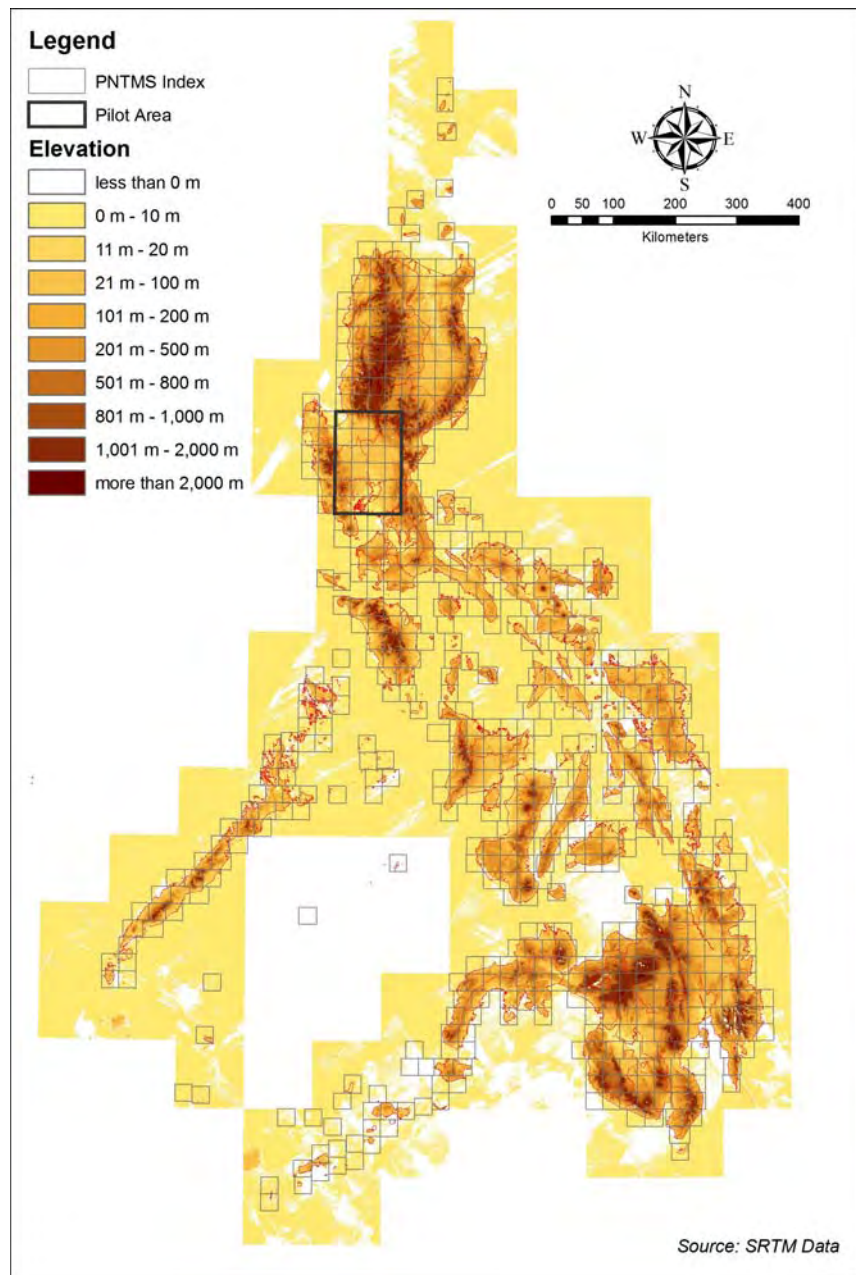 Legend
PNTMS Index
Pilot Area
Elevation
less than 0 m
0 m - 10 m
11 m - 20 m
21 m - 100 m
101 m - 200 m
201 m - 500 m
501 m - 800 m
801 m - 1,000 m
1,001 m - 2,000 m
more than 2,000 m
N
W E
S
0 50 100 200 300 400
Kilometers
Source: SRTM Data